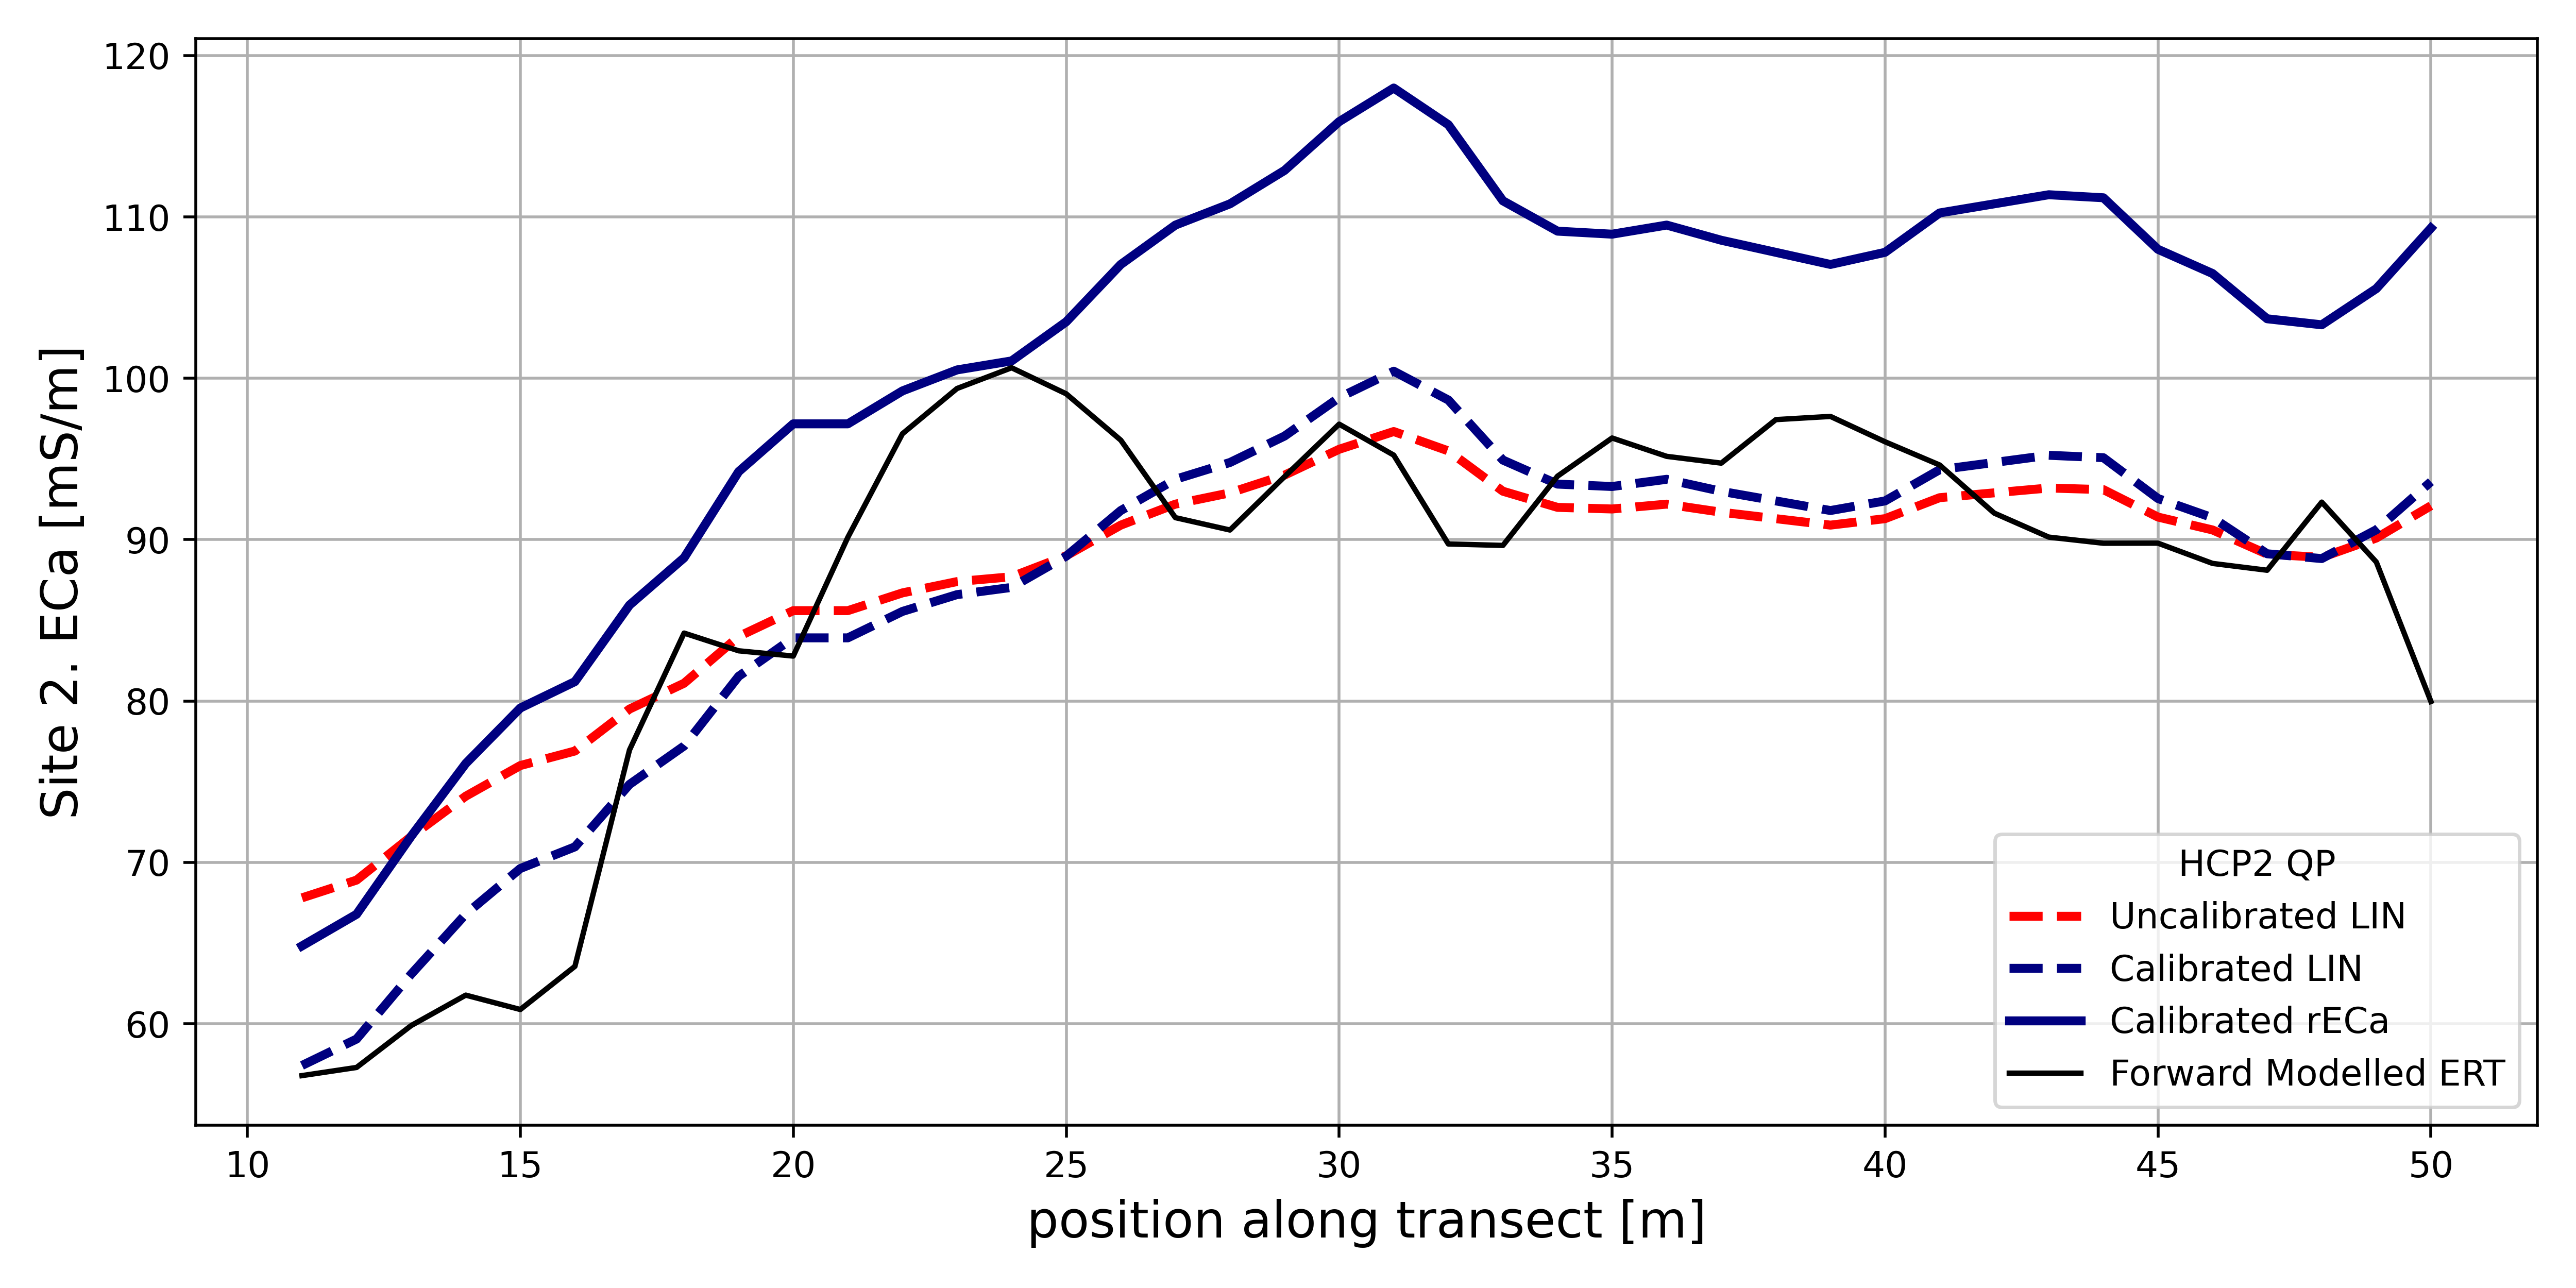 Site 2. ECa [mS/m]
120
110
100
90
80
70
60
HCP2 QP
Uncalibrated LIN
Calibrated LIN
Calibrated rECa
Forward Modelled ERT
10 15 20 25 30 35 40 45 50
position along transect [m]